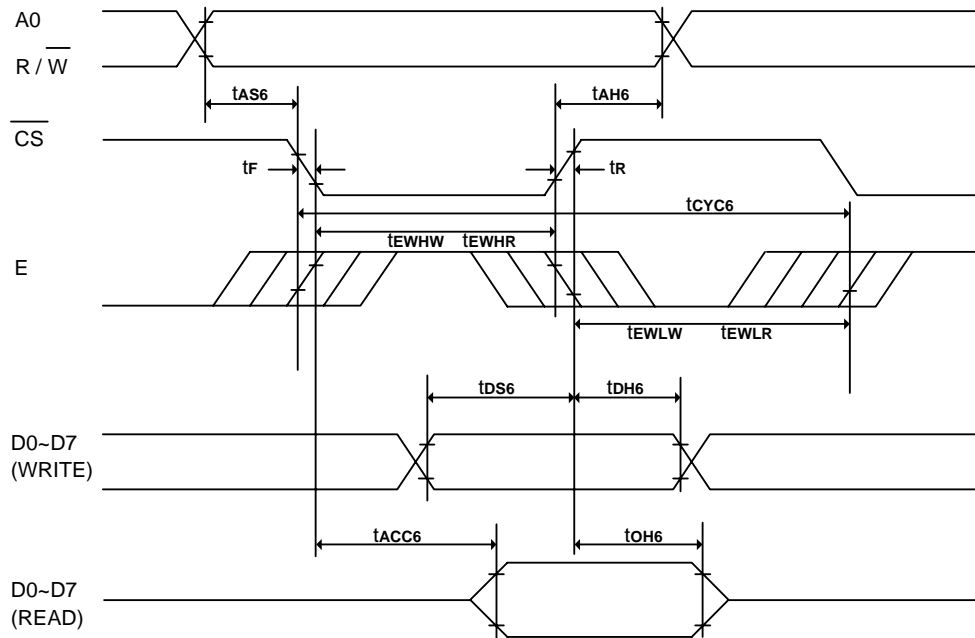 A0
R / W
tAS6 tAH6
CS
tF tR
tCYC6
tEWHW tEWHR
E
tEWLW tEWLR
tDS6 tDH6
D0~D7
(WRITE)
tACC6 tOH6
D0~D7
(READ)